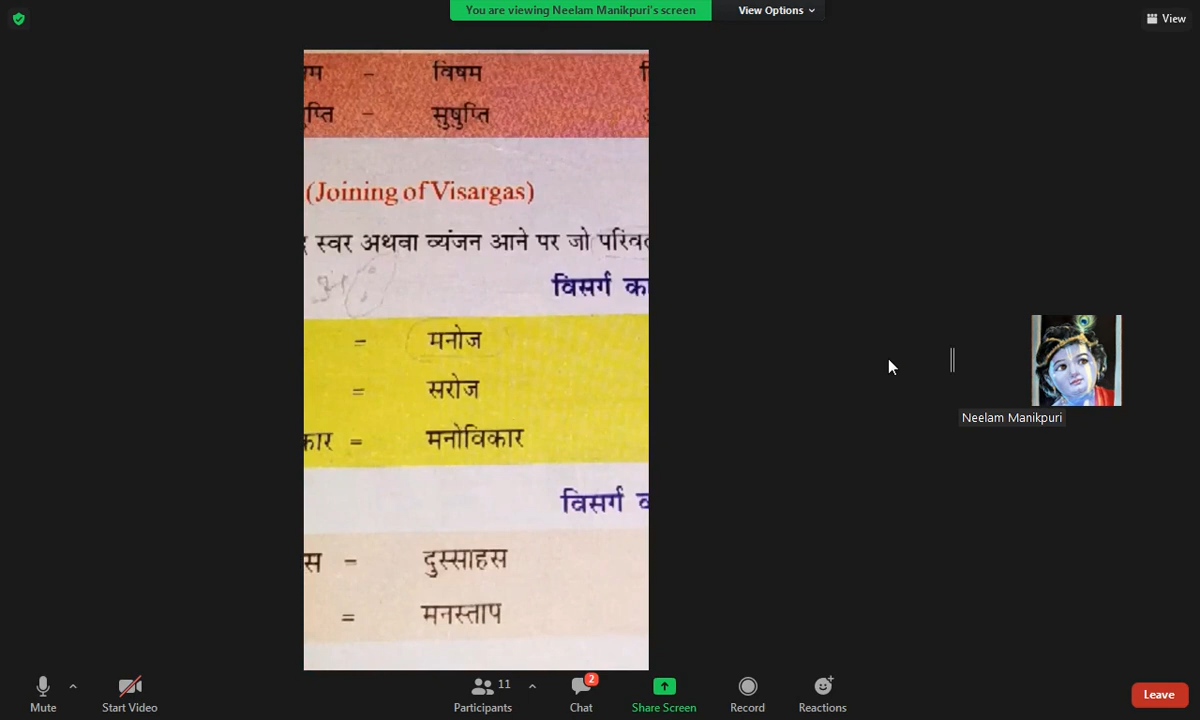 You are viewing Neelam Manikpuri's screen View Options
View
– विषम
– सुषुप्ति
(Joining of Visargas)
स्वर अथवा व्यंजन आने पर जो
विसर्ग
= मनोज
= सरोज
= मनोविकार
विसर्ग
= दुस्साहस
= मनस्ताप
Neelam Manikpuri
11
2
Mute Start Video Participants Chat Share Screen Record Reactions Leave